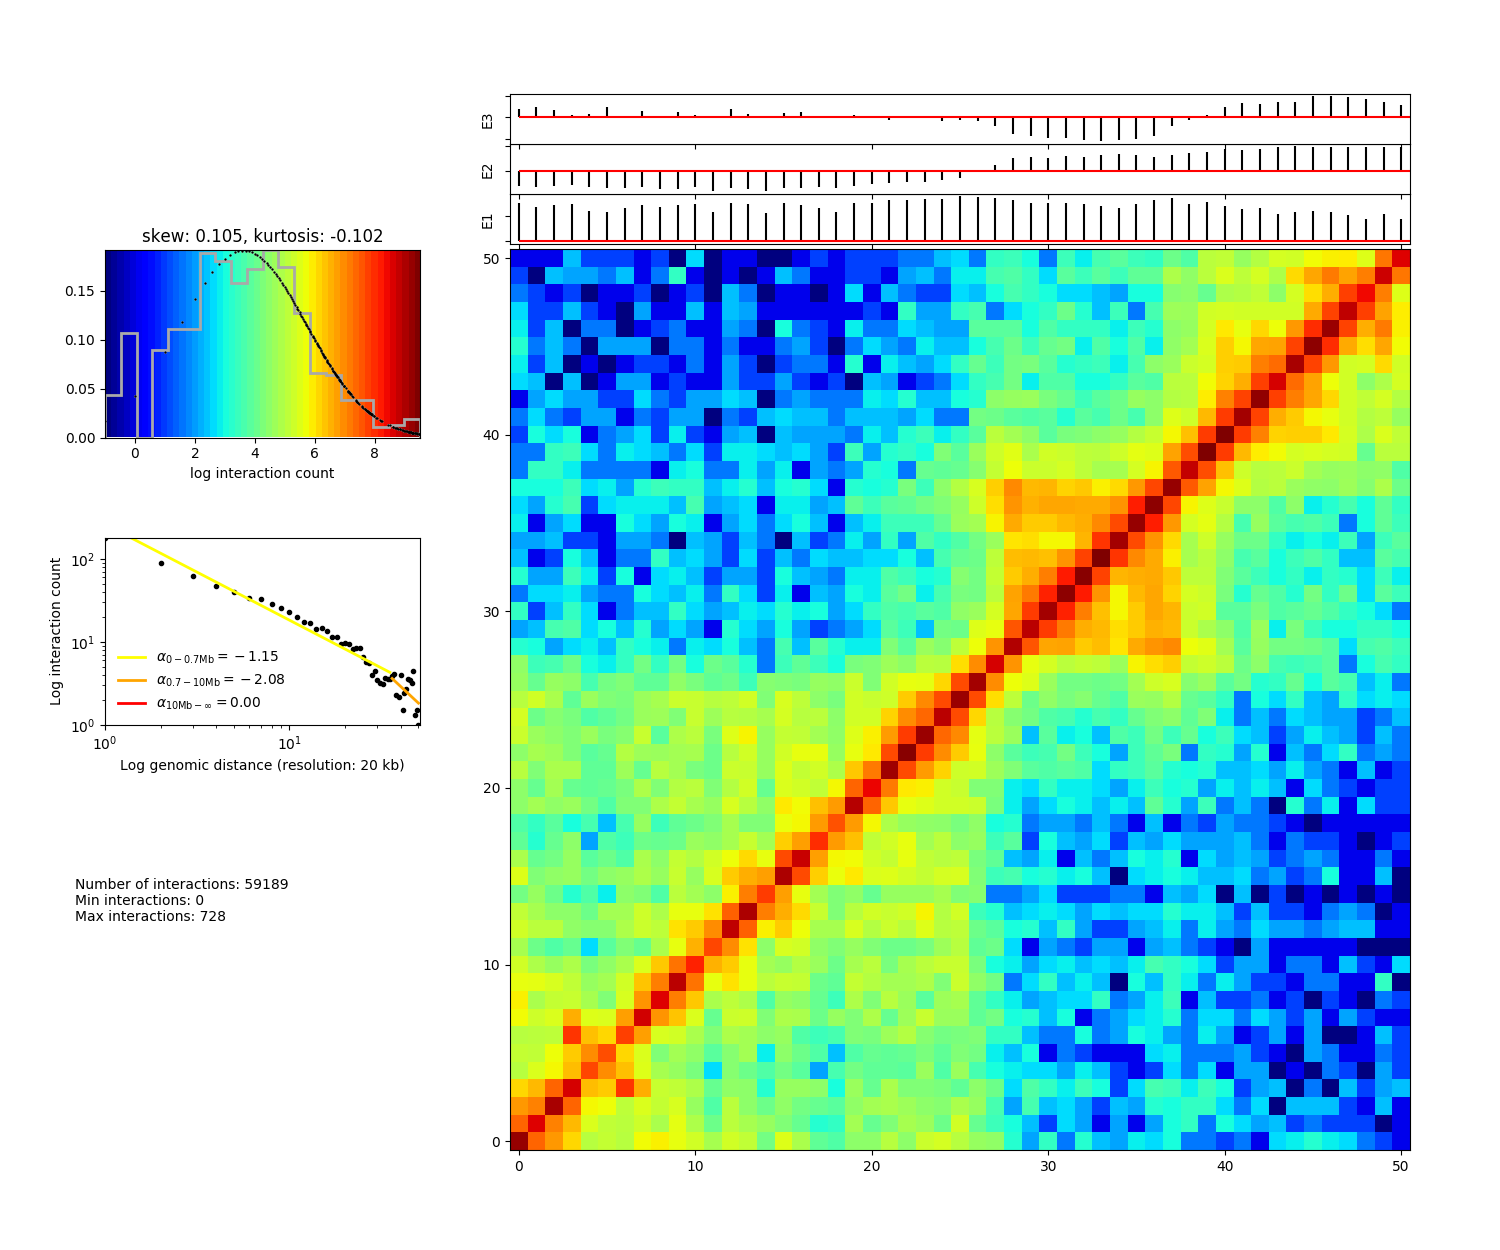 E3
E2
E1
skew: 0.105, kurtosis: -0.102
0.15
0.10
0.05
0.00
0 2 4 6 8
log interaction count
Log interaction count
10²
10¹
10⁰
α₀₋₀.₇Mb = −1.15
α₀.₇₋₁₀Mb = −2.08
α₁₀Mb₋∞ = 0.00
10⁰ 10¹
Log genomic distance (resolution: 20 kb)
Number of interactions: 59189
Min interactions: 0
Max interactions: 728
50
40
30
20
10
0
0 10 20 30 40 50